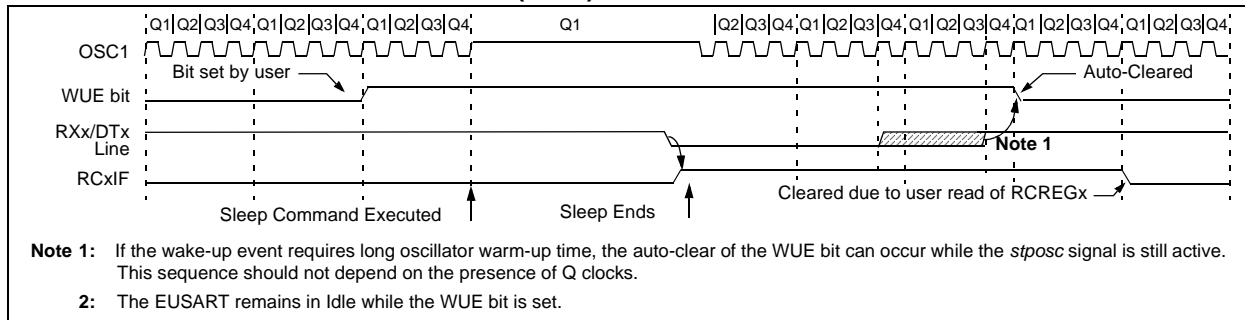 Q1 Q2 Q3 Q4 Q1 Q2 Q3 Q4 Q1 Q2 Q3 Q4 Q1 Q2 Q3 Q4 Q1 Q2 Q3 Q4 Q1 Q2 Q3 Q4 Q1 Q2 Q3 Q4 Q1 Q2 Q3 Q4
OSC1
Bit set by user
Auto-Cleared
WUE bit
RXx/DTx
Line
Note 1
RCxIF
Cleared due to user read of RCREGx
Sleep Command Executed
Sleep Ends
Note 1: If the wake-up event requires long oscillator warm-up time, the auto-clear of the WUE bit can occur while the stposc signal is still active.
This sequence should not depend on the presence of Q clocks.
2: The EUSART remains in Idle while the WUE bit is set.